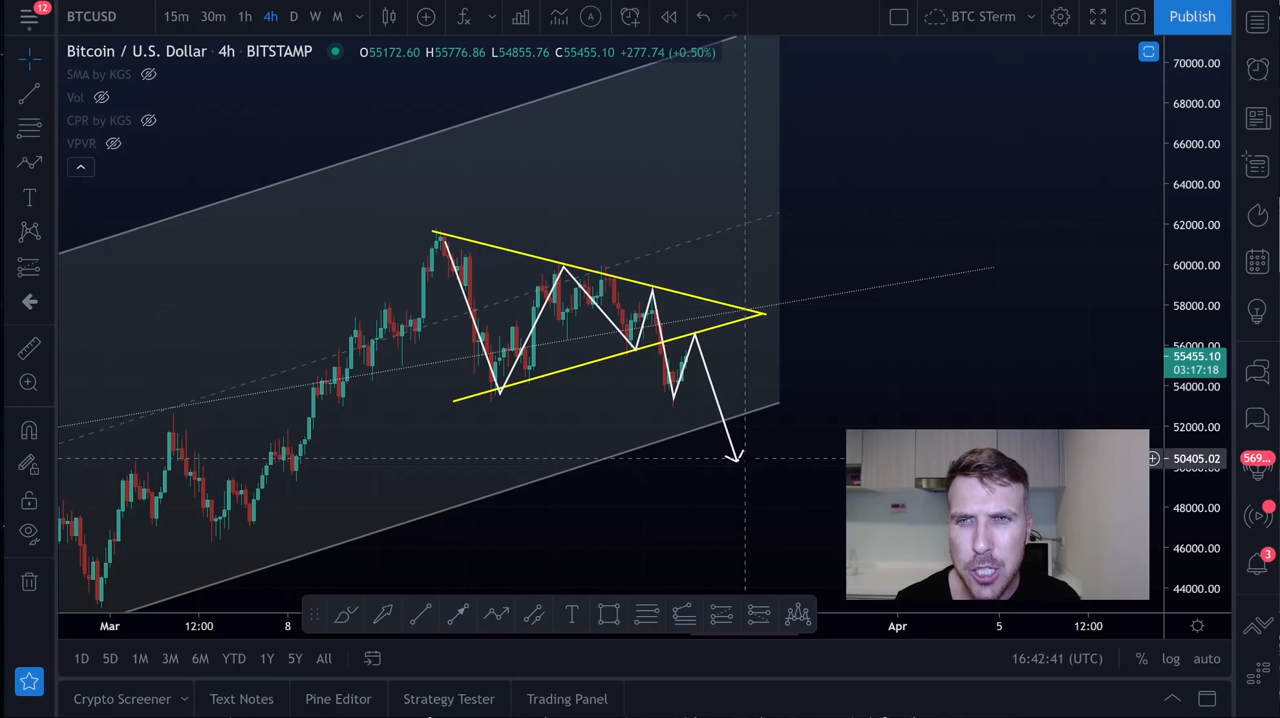 12
BTCUSD 15m 30m 1h 4h D W M BTC STerm Publish
Bitcoin / U.S. Dollar · 4h · BITSTAMP O55172.60 H55776.86 L54855.76 C55455.10 +277.74 (+0.50%)
SMA by KGS
Vol
CPR by KGS
VPVR
70000.00
68000.00
66000.00
64000.00
62000.00
60000.00
58000.00
56000.00
55455.10
03:17:18
54000.00
52000.00
50405.02
50000.00
48000.00
46000.00
44000.00
569...
3
Mar 12:00 8 Apr 5 12:00
1D 5D 1M 3M 6M YTD 1Y 5Y All 16:42:41 (UTC) % log auto
Crypto Screener Text Notes Pine Editor Strategy Tester Trading Panel